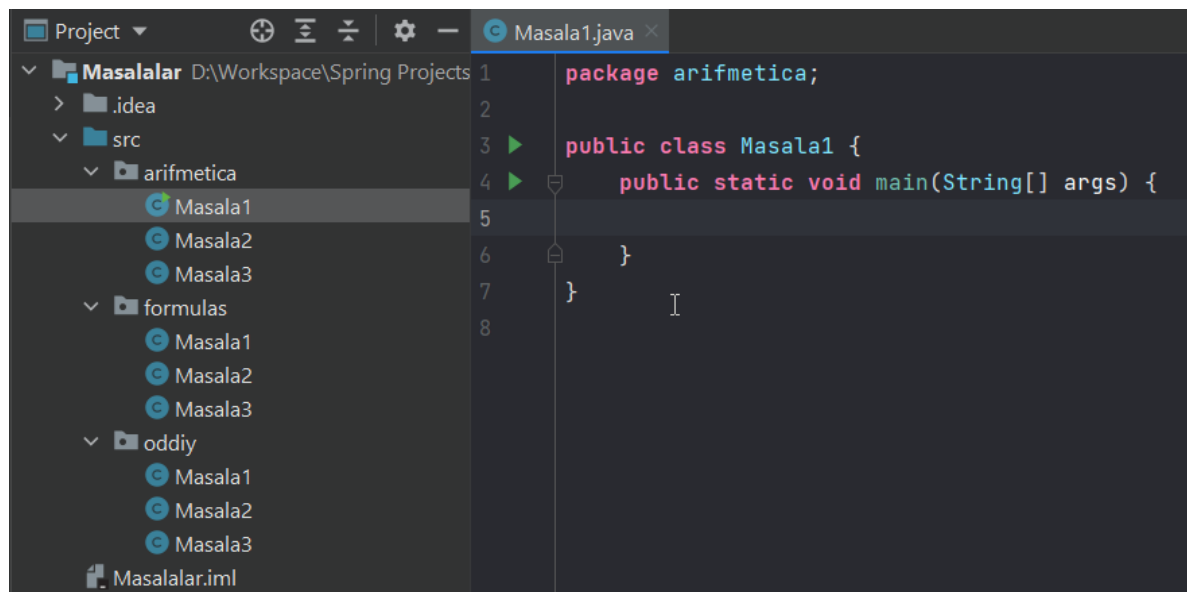 Project
Masalalar D:\Workspace\Spring Projects
.idea
src
arifmetica
Masala1
Masala2
Masala3
formulas
Masala1
Masala2
Masala3
oddiy
Masala1
Masala2
Masala3
Masalalar.iml
Masala1.java
1 package arifmetica;
2
3 public class Masala1 {
4 public static void main(String[] args) {
5
6 }
7 }
8